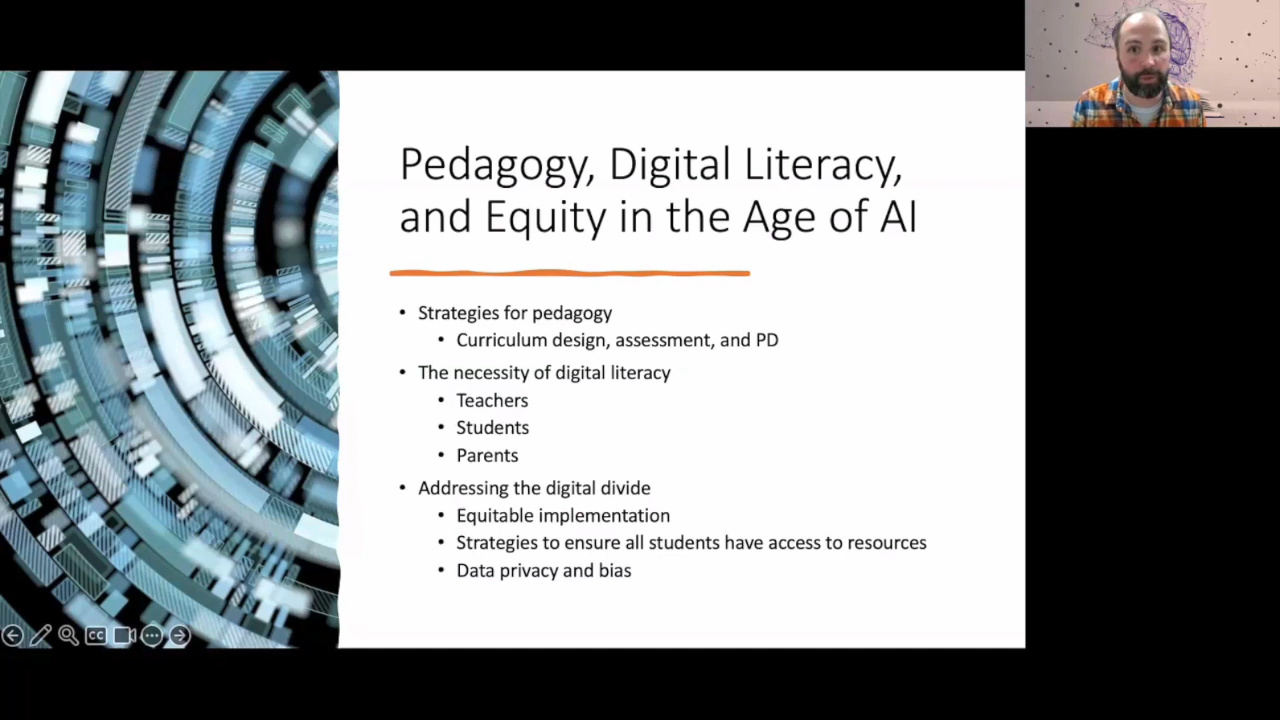 Pedagogy, Digital Literacy,
and Equity in the Age of AI
• Strategies for pedagogy
• Curriculum design, assessment, and PD
• The necessity of digital literacy
• Teachers
• Students
• Parents
• Addressing the digital divide
• Equitable implementation
• Strategies to ensure all students have access to resources
• Data privacy and bias
CC